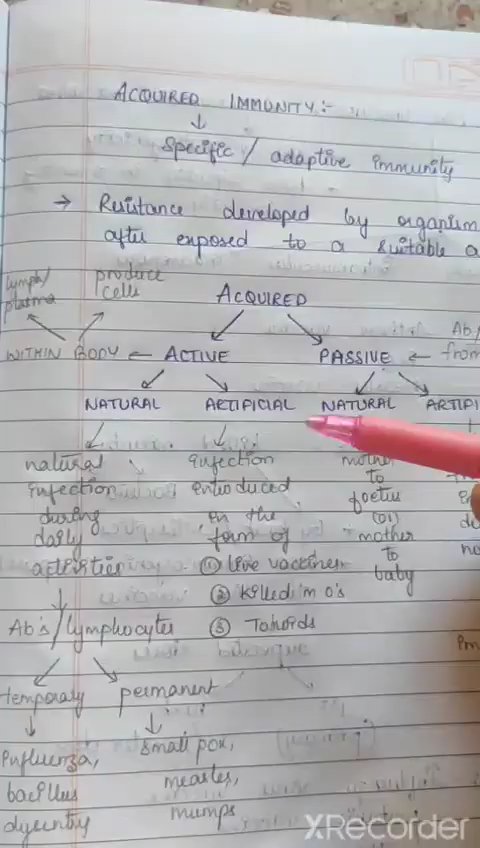 ACQUIRED IMMUNITY:-
↓
Specific / adaptive immunity
→ Resistance developed by organism
after exposed to a suitable a
lymph/ produce
plasma cells
ACQUIRED
Ab,
WITHIN BODY ← ACTIVE PASSIVE ← from
NATURAL ARTIFICIAL NATURAL ARTIFI
natural infection mother
infection introduced to
during in the foetus
daily form of (or) mother
activities ① live vaccines to
② killed m'o's baby
Ab's/lymphocytes ③ Toxoids
temporary permanent
↓ ↓
Influenza, small pox,
bacillus measles,
dysentry mumps
XRecorder